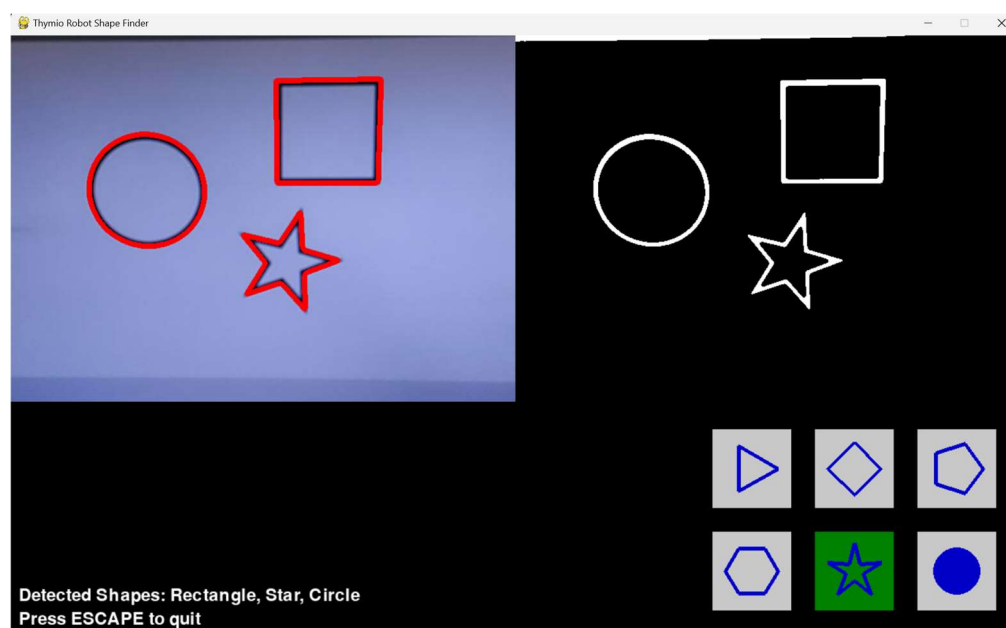 Thymio Robot Shape Finder
Detected Shapes: Rectangle, Star, Circle
Press ESCAPE to quit